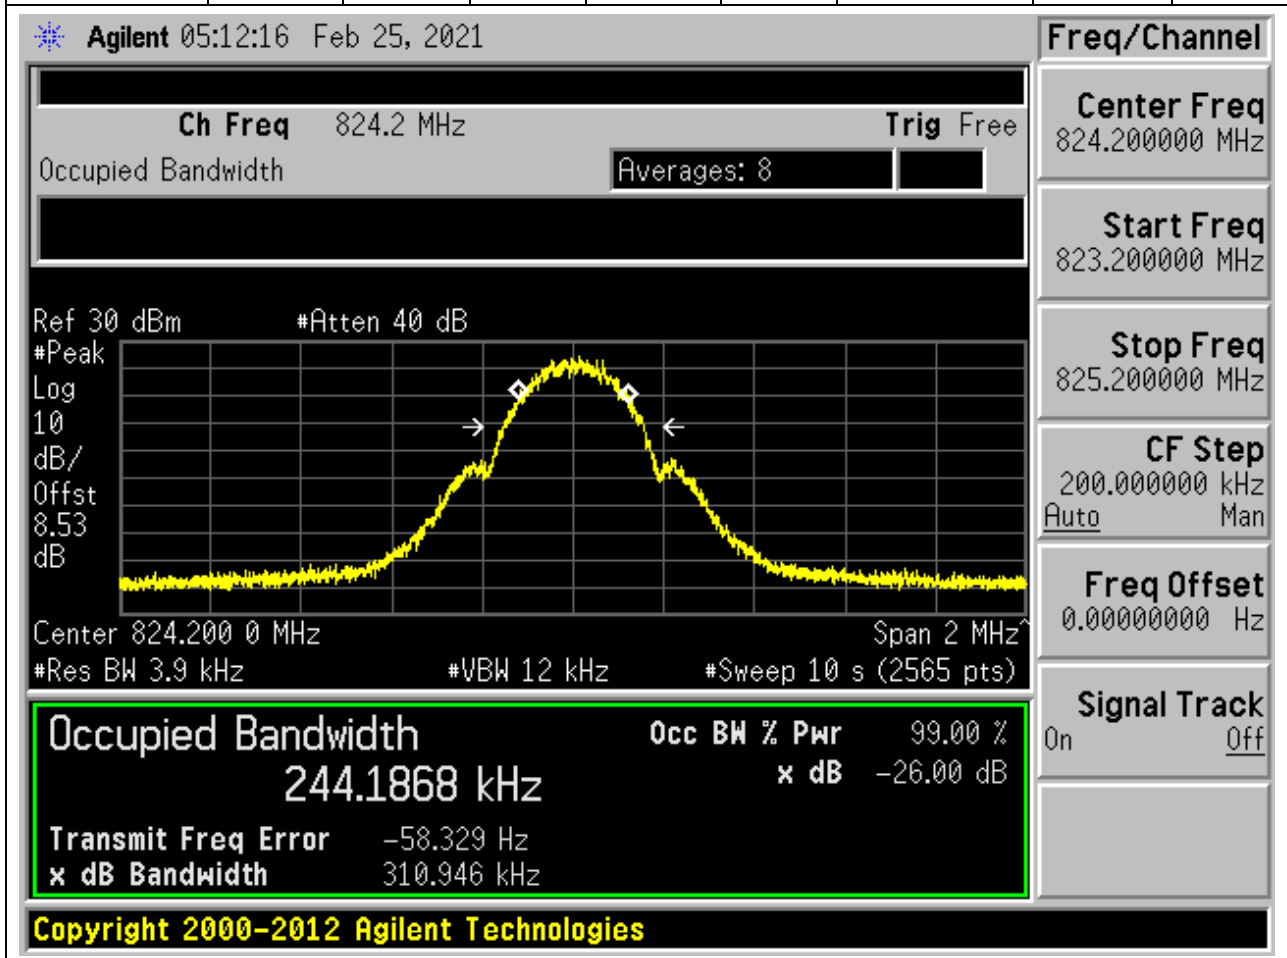 Agilent 05:12:16 Feb 25, 2021
Ch Freq 824.2 MHz Trig Free
Occupied Bandwidth Averages: 8
Ref 30 dBm #Atten 40 dB
#Peak
Log
10
dB/
Offst
8.53
dB
Center 824.200 0 MHz Span 2 MHz^
#Res BW 3.9 kHz #VBW 12 kHz #Sweep 10 s (2565 pts)
Occupied Bandwidth Occ BW % Pwr 99.00 %
244.1868 kHz x dB -26.00 dB
Transmit Freq Error -58.329 Hz
x dB Bandwidth 310.946 kHz
Copyright 2000-2012 Agilent Technologies
Freq/Channel
Center Freq
824.200000 MHz
Start Freq
823.200000 MHz
Stop Freq
825.200000 MHz
CF Step
200.000000 kHz
Auto Man
Freq Offset
0.00000000 Hz
Signal Track
On Off